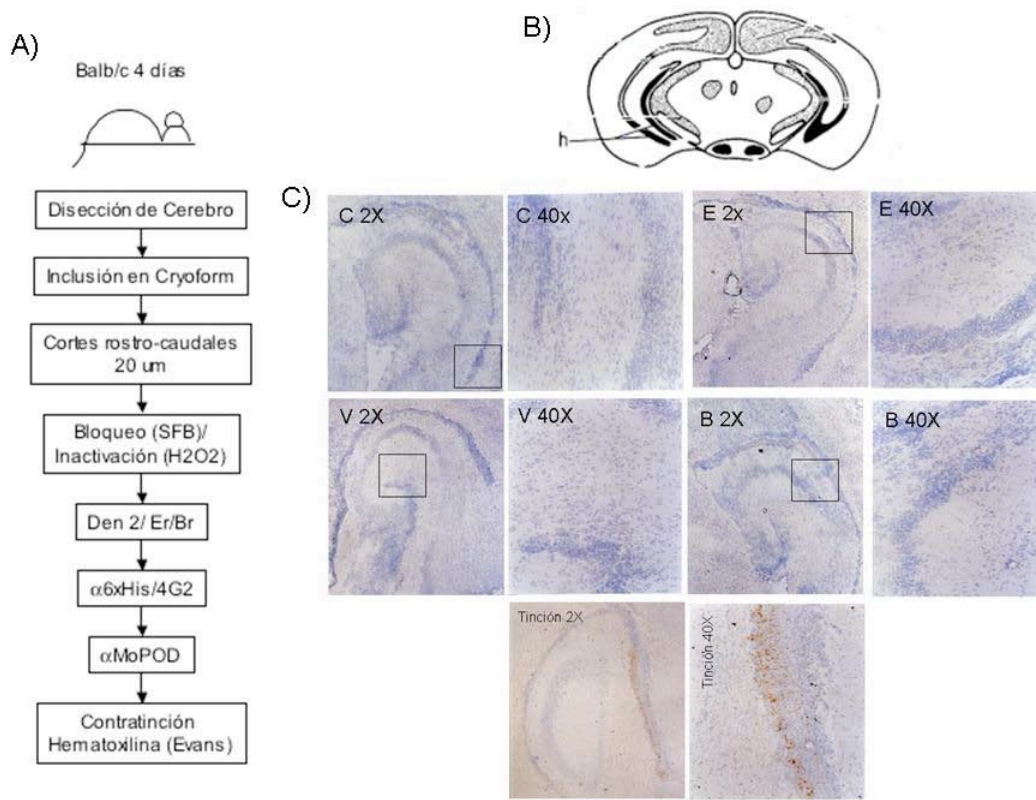 A)
Balb/c 4 días
Disección de Cerebro
Inclusión en Cryoform
Cortes rostro-caudales
20 um
Bloqueo (SFB)/
Inactivación (H2O2)
Den 2/ Er/Br
α6xHis/4G2
αMoPOD
Contratinción
Hematoxilina (Evans)
B)
h
C)
C 2X
C 40x
E 2x
E 40X
V 2X
V 40X
B 2X
B 40X
Tinción 2X
Tinción 40X